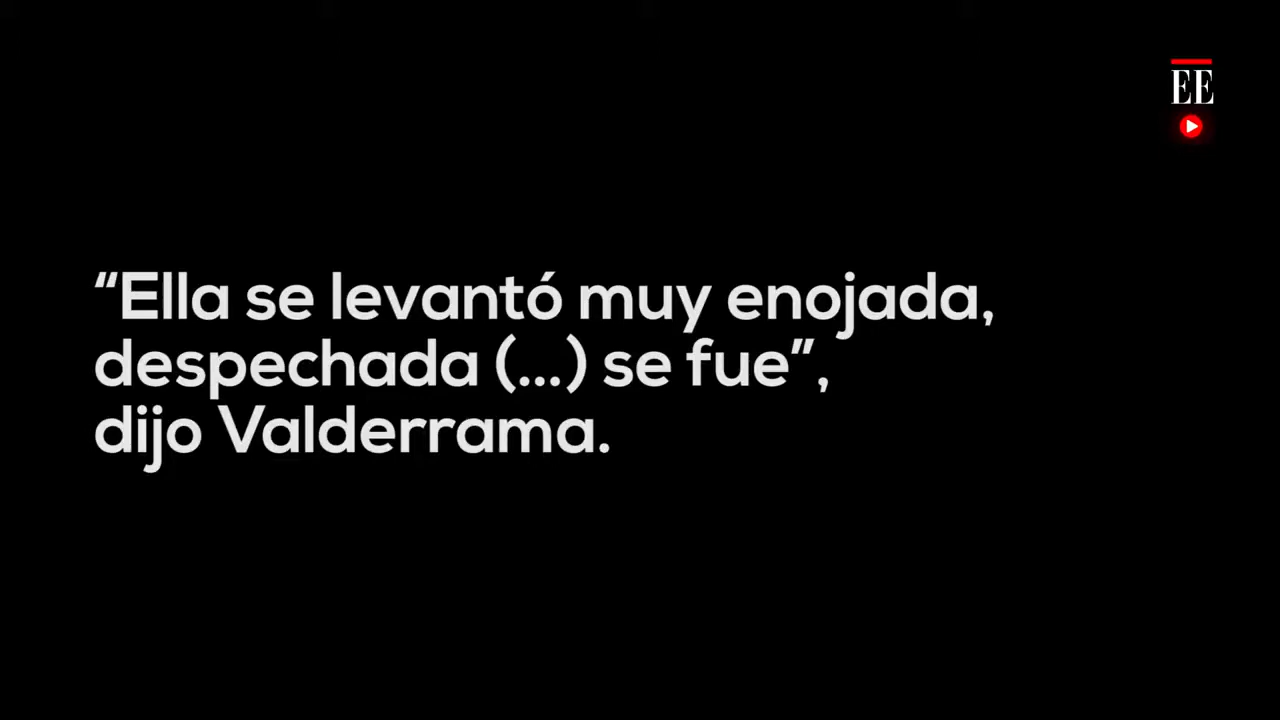 EE
“Ella se levantó muy enojada,
despechada (...) se fue”,
dijo Valderrama.